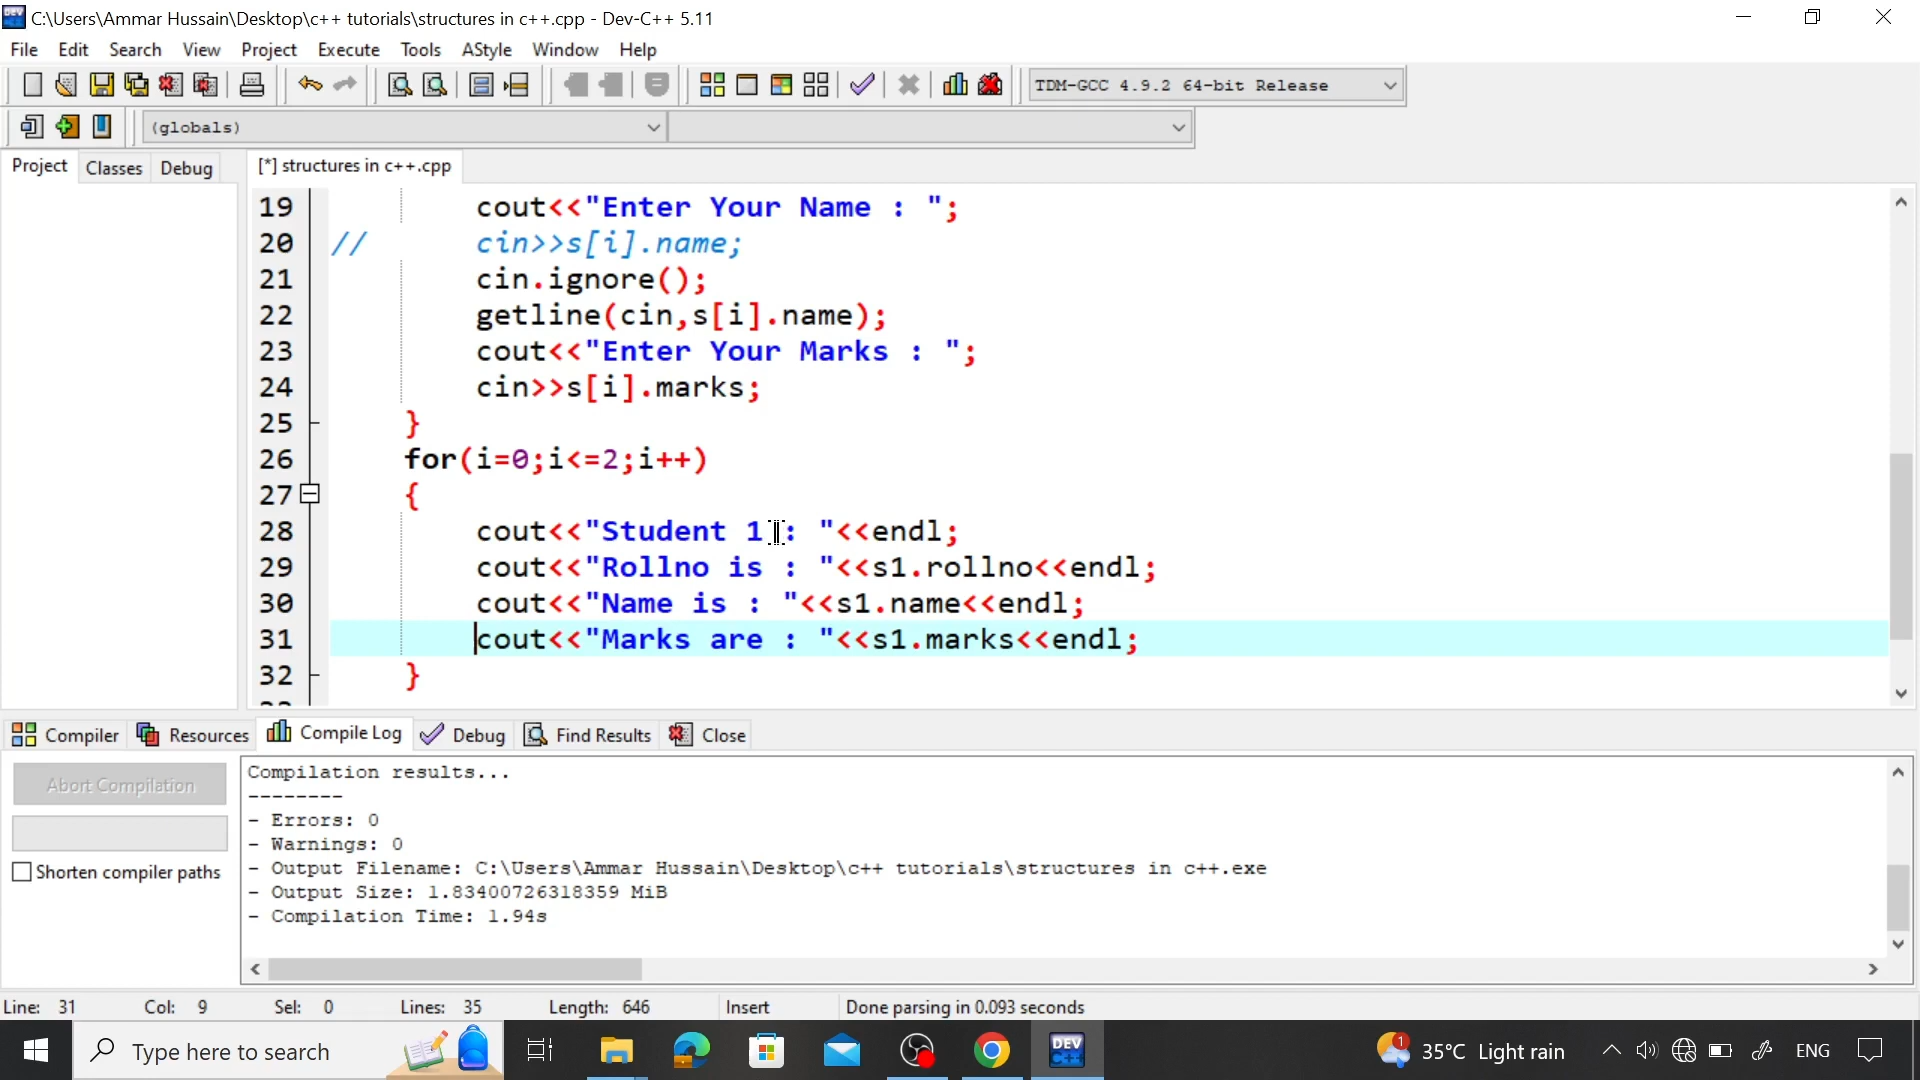 C:\Users\Ammar Hussain\Desktop\c++ tutorials\structures in c++.cpp - Dev-C++ 5.11
File Edit Search View Project Execute Tools AStyle Window Help
TDM-GCC 4.9.2 64-bit Release
(globals)
Project Classes Debug [*] structures in c++.cpp
19 cout<<"Enter Your Name : ";
20 // cin>>s[i].name;
21 cin.ignore();
22 getline(cin,s[i].name);
23 cout<<"Enter Your Marks : ";
24 cin>>s[i].marks;
25 }
26 for(i=0;i<=2;i++)
27 {
28 cout<<"Student 1 : "<<endl;
29 cout<<"Rollno is : "<<s1.rollno<<endl;
30 cout<<"Name is : "<<s1.name<<endl;
31 cout<<"Marks are : "<<s1.marks<<endl;
32 }
Compiler Resources Compile Log Debug Find Results Close
Abort Compilation
Shorten compiler paths
Compilation results...
--------
- Errors: 0
- Warnings: 0
- Output Filename: C:\Users\Ammar Hussain\Desktop\c++ tutorials\structures in c++.exe
- Output Size: 1.83400726318359 MiB
- Compilation Time: 1.94s
Line: 31 Col: 9 Sel: 0 Lines: 35 Length: 646 Insert Done parsing in 0.093 seconds
Type here to search DEV C++ 1 35°C Light rain ENG